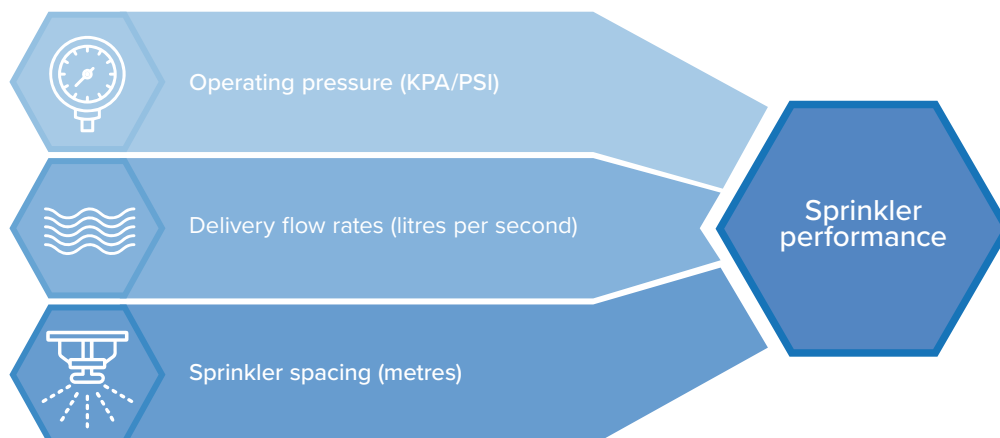 Operating pressure (KPA/PSI)
Delivery flow rates (litres per second)
Sprinkler spacing (metres)
Sprinkler
performance